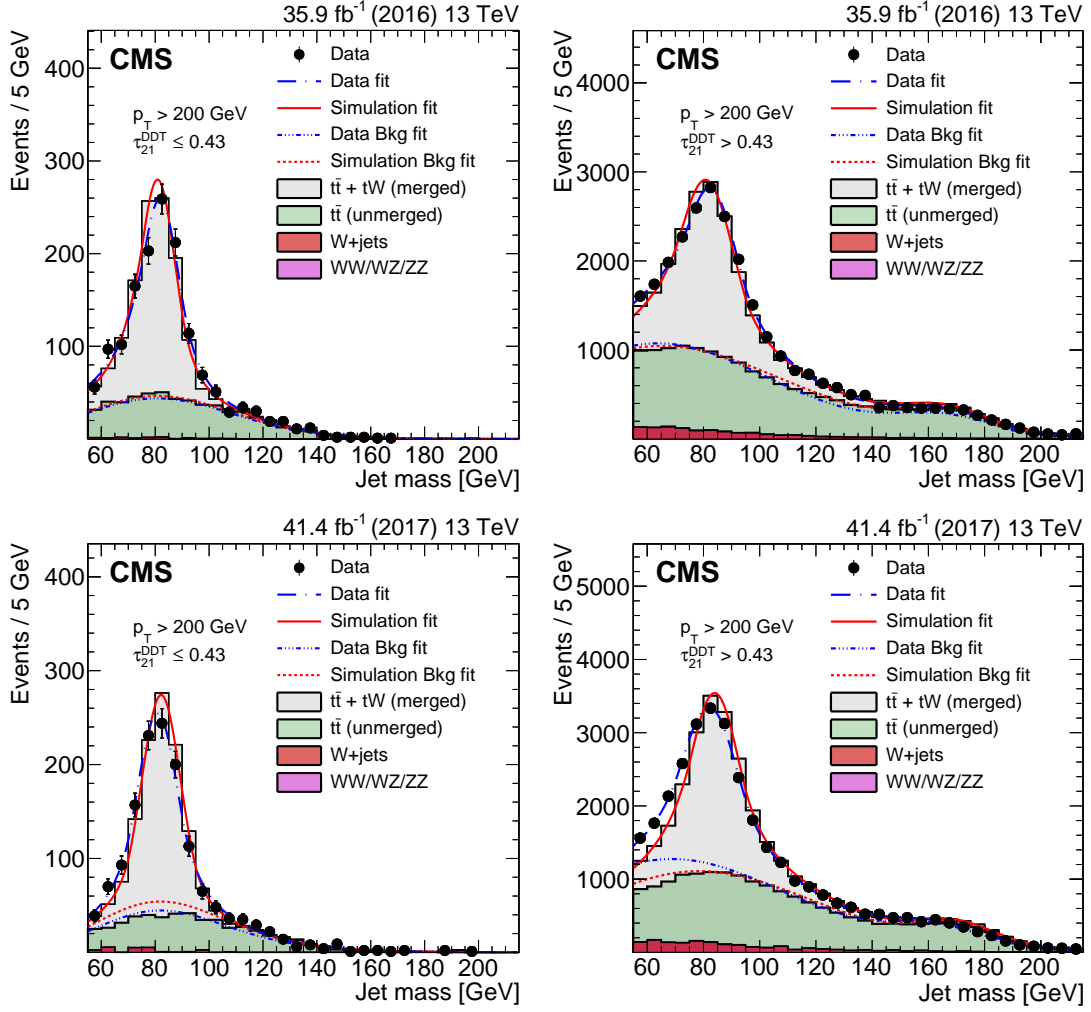 35.9 fb⁻¹ (2016) 13 TeV
CMS
Events / 5 GeV
400
300
200
100
p_T > 200 GeV
τ₂₁^DDT ≤ 0.43
Data
Data fit
Simulation fit
Data Bkg fit
Simulation Bkg fit
tt̄ + tW (merged)
tt̄ (unmerged)
W+jets
WW/WZ/ZZ
60 80 100 120 140 160 180 200
Jet mass [GeV]
35.9 fb⁻¹ (2016) 13 TeV
CMS
Events / 5 GeV
4000
3000
2000
1000
p_T > 200 GeV
τ₂₁^DDT > 0.43
Data
Data fit
Simulation fit
Data Bkg fit
Simulation Bkg fit
tt̄ + tW (merged)
tt̄ (unmerged)
W+jets
WW/WZ/ZZ
60 80 100 120 140 160 180 200
Jet mass [GeV]
41.4 fb⁻¹ (2017) 13 TeV
CMS
Events / 5 GeV
400
300
200
100
p_T > 200 GeV
τ₂₁^DDT ≤ 0.43
Data
Data fit
Simulation fit
Data Bkg fit
Simulation Bkg fit
tt̄ + tW (merged)
tt̄ (unmerged)
W+jets
WW/WZ/ZZ
60 80 100 120 140 160 180 200
Jet mass [GeV]
41.4 fb⁻¹ (2017) 13 TeV
CMS
Events / 5 GeV
5000
4000
3000
2000
1000
p_T > 200 GeV
τ₂₁^DDT > 0.43
Data
Data fit
Simulation fit
Data Bkg fit
Simulation Bkg fit
tt̄ + tW (merged)
tt̄ (unmerged)
W+jets
WW/WZ/ZZ
60 80 100 120 140 160 180 200
Jet mass [GeV]